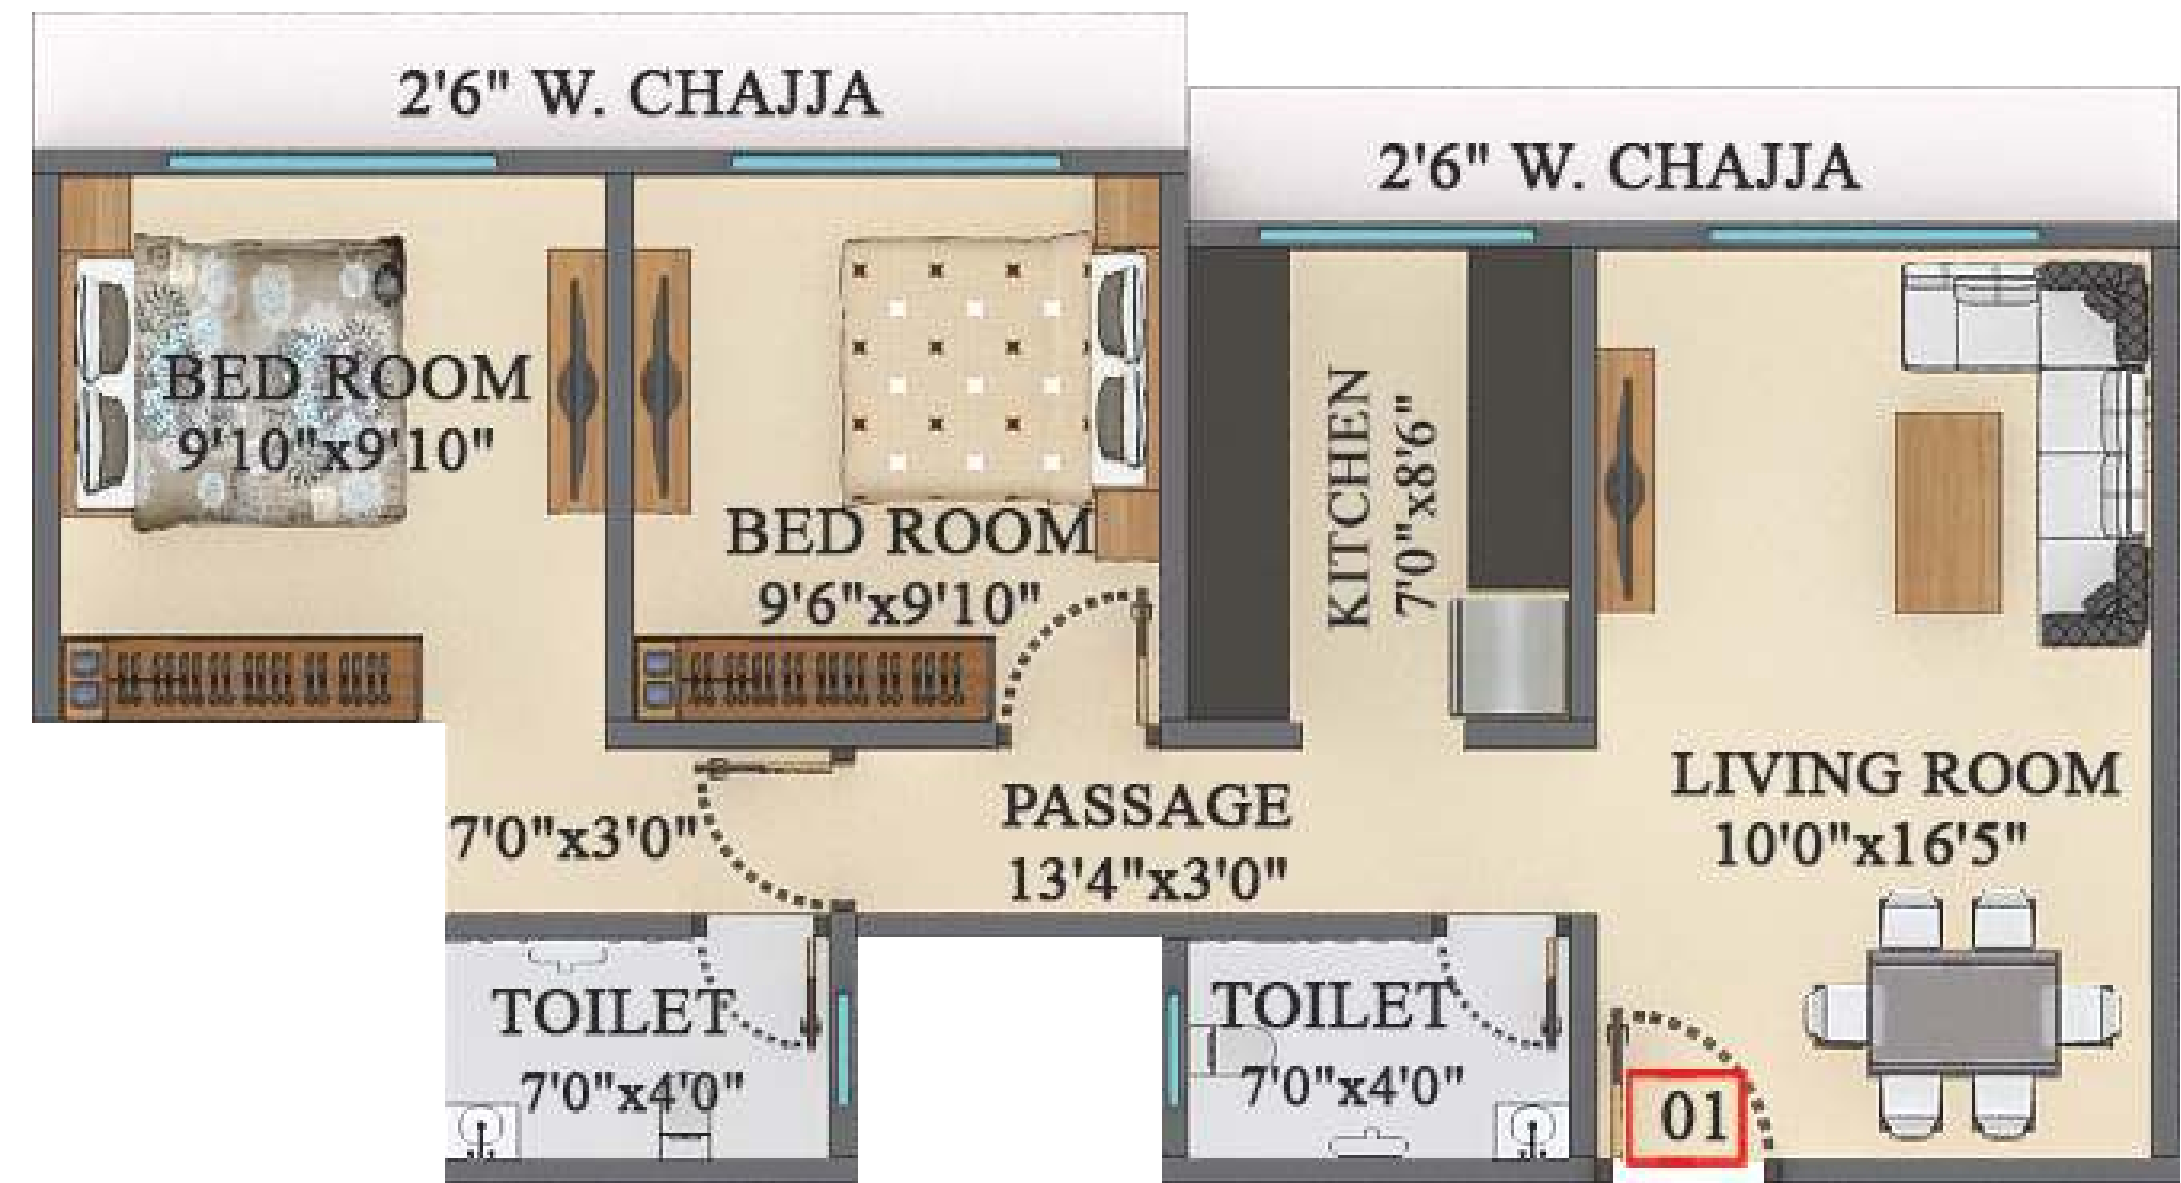 2'6" W. CHAJJA
2'6" W. CHAJJA
BED ROOM
9'10"x9'10"
BED ROOM
9'6"x9'10"
KITCHEN
7'0"x8'6"
LIVING ROOM
10'0"x16'5"
PASSAGE
13'4"x3'0"
7'0"x3'0"
TOILET
7'0"x4'0"
TOILET
7'0"x4'0"
01